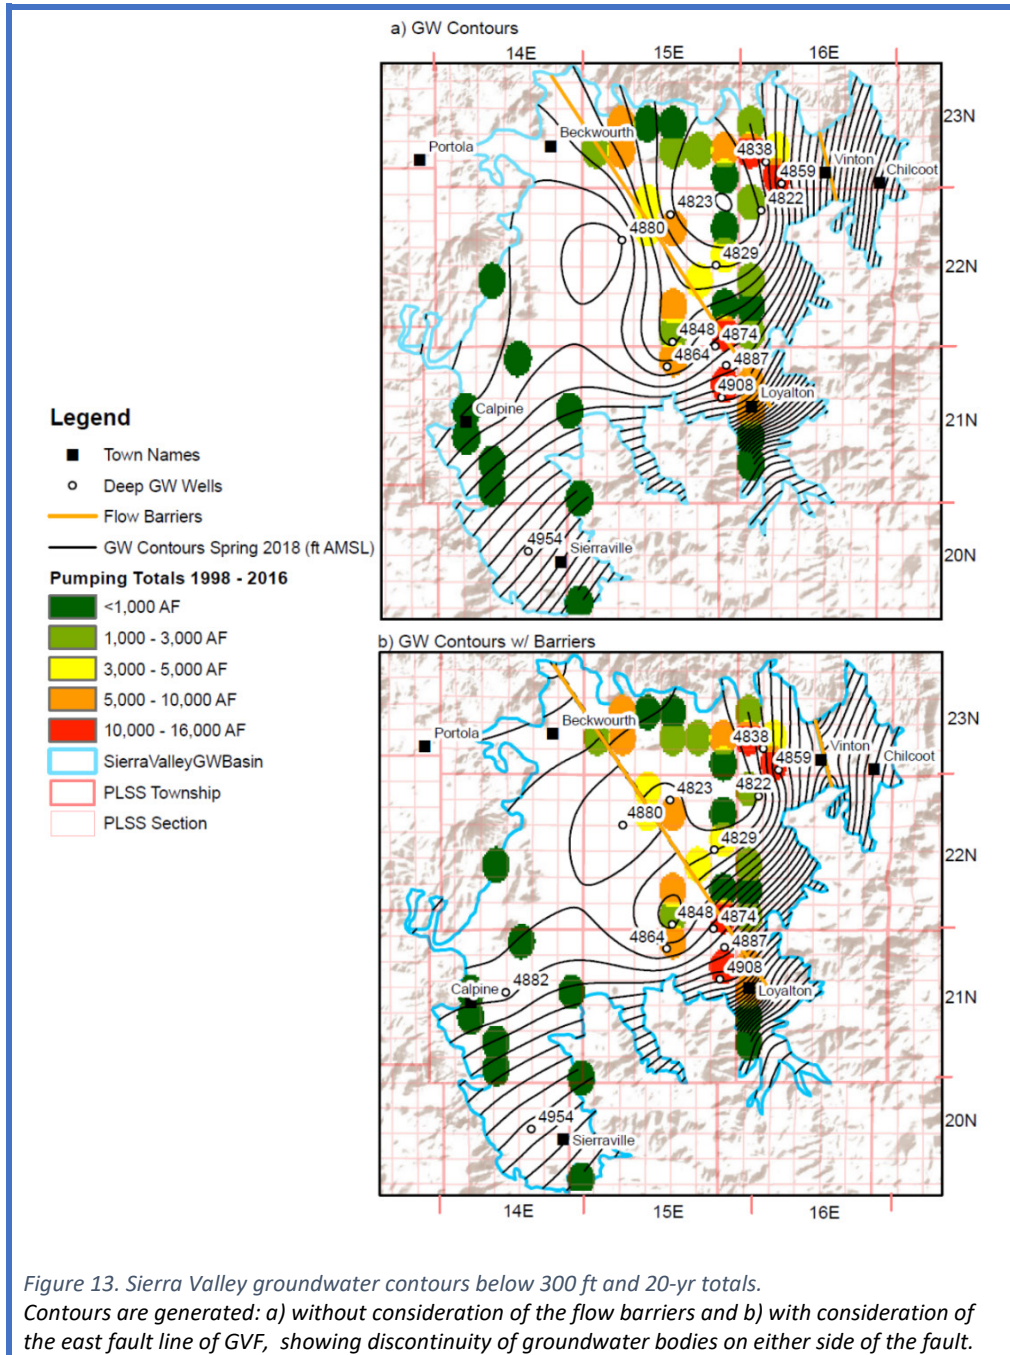 a) GW Contours
14E 15E 16E
23N
Beckwourth
Portola
4838
Vinton
4859
Chilcoot
4823
4822
4880
4829
22N
4848
4874
4864
4887
4908
Loyalton
Calpine
21N
4954
Sierraville
20N
Legend
Town Names
Deep GW Wells
Flow Barriers
GW Contours Spring 2018 (ft AMSL)
Pumping Totals 1998 - 2016
<1,000 AF
1,000 - 3,000 AF
3,000 - 5,000 AF
5,000 - 10,000 AF
10,000 - 16,000 AF
SierraValleyGWBasin
PLSS Township
PLSS Section
b) GW Contours w/ Barriers
23N
Beckwourth
Portola
4838
Vinton
4859
Chilcoot
4823
4822
4880
4829
22N
4848
4874
4864
4887
4908
4882
Calpine
Loyalton
21N
4954
Sierraville
20N
14E 15E 16E
Figure 13. Sierra Valley groundwater contours below 300 ft and 20-yr totals.
Contours are generated: a) without consideration of the flow barriers and b) with consideration of
the east fault line of GVF, showing discontinuity of groundwater bodies on either side of the fault.